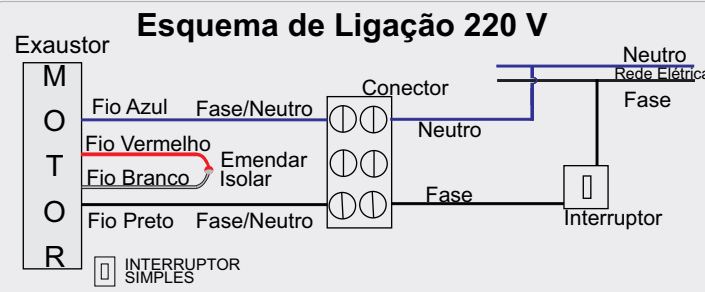 Esquema de Ligação 220 V
Exaustor
MOTOR
Fio Azul Fase/Neutro
Fio Vermelho
Fio Branco
Emendar
Isolar
Fio Preto Fase/Neutro
Conector
Neutro
Fase
Neutro
Rede Elétrica
Fase
Interruptor
INTERRUPTOR
SIMPLES